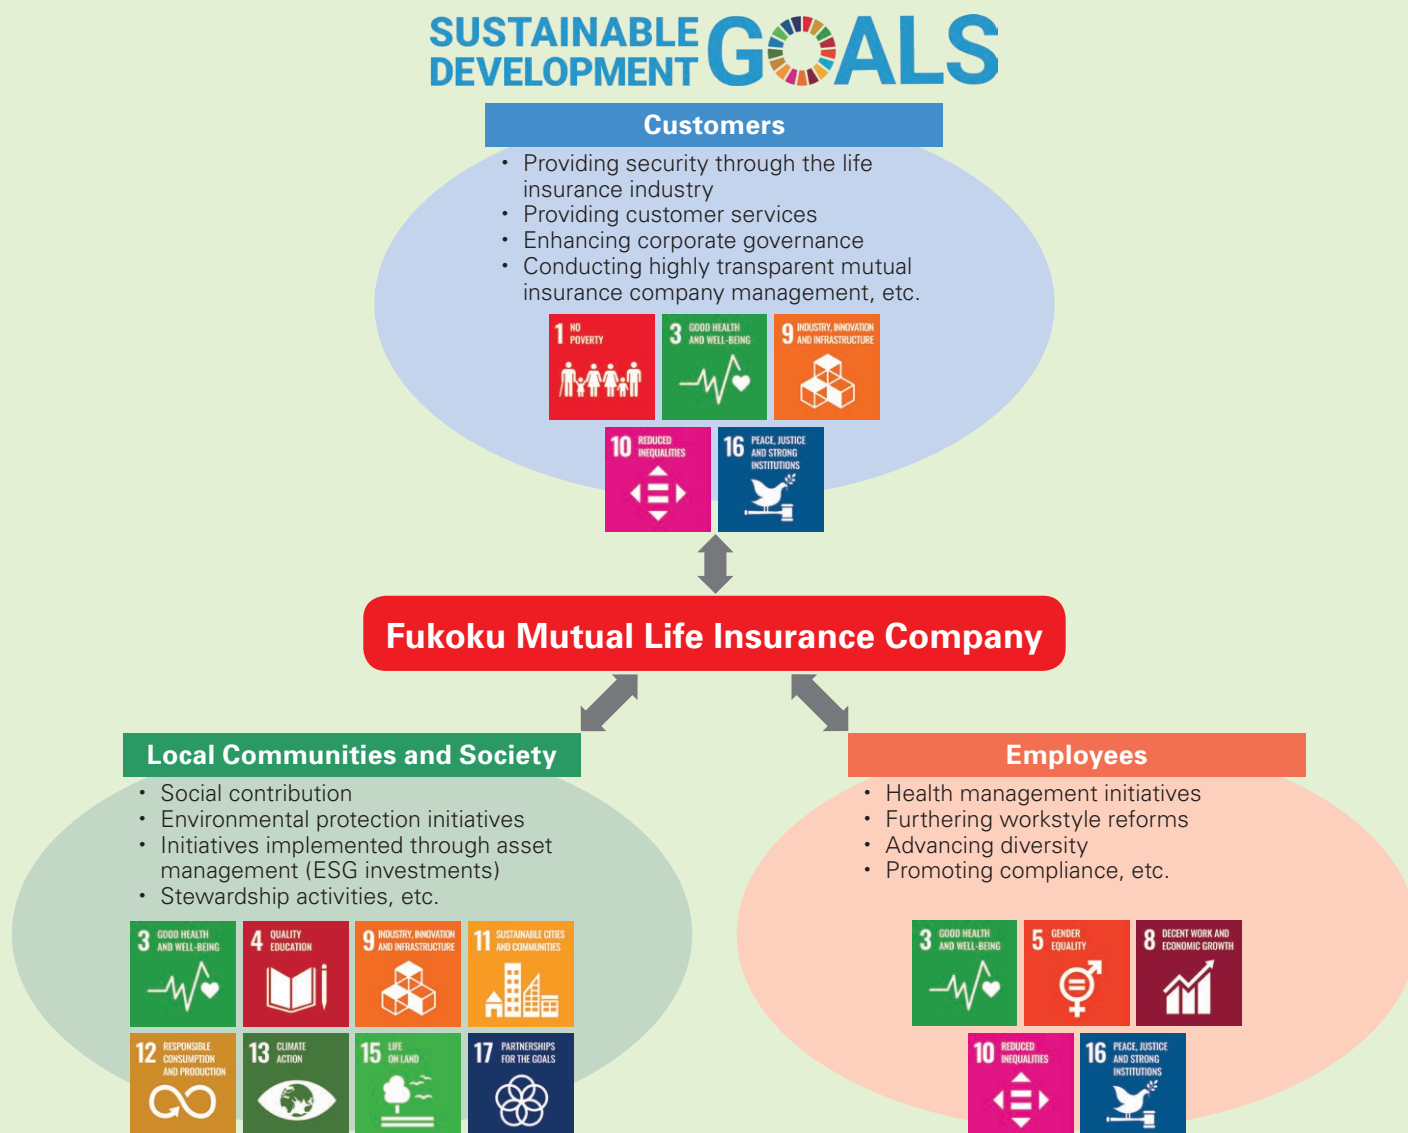 SUSTAINABLE
DEVELOPMENT
GOALS
Customers
• Providing security through the life
insurance industry
• Providing customer services
• Enhancing corporate governance
• Conducting highly transparent mutual
insurance company management, etc.
1 NO
POVERTY
3 GOOD HEALTH
AND WELL-BEING
9 INDUSTRY, INNOVATION
AND INFRASTRUCTURE
10 REDUCED
INEQUALITIES
16 PEACE, JUSTICE
AND STRONG
INSTITUTIONS
Fukoku Mutual Life Insurance Company
Local Communities and Society
• Social contribution
• Environmental protection initiatives
• Initiatives implemented through asset
management (ESG investments)
• Stewardship activities, etc.
3 GOOD HEALTH
AND WELL-BEING
4 QUALITY
EDUCATION
9 INDUSTRY, INNOVATION
AND INFRASTRUCTURE
11 SUSTAINABLE CITIES
AND COMMUNITIES
12 RESPONSIBLE
CONSUMPTION
AND PRODUCTION
13 CLIMATE
ACTION
15 LIFE
ON LAND
17 PARTNERSHIPS
FOR THE GOALS
Employees
• Health management initiatives
• Furthering workstyle reforms
• Advancing diversity
• Promoting compliance, etc.
3 GOOD HEALTH
AND WELL-BEING
5 GENDER
EQUALITY
8 DECENT WORK AND
ECONOMIC GROWTH
10 REDUCED
INEQUALITIES
16 PEACE, JUSTICE
AND STRONG
INSTITUTIONS